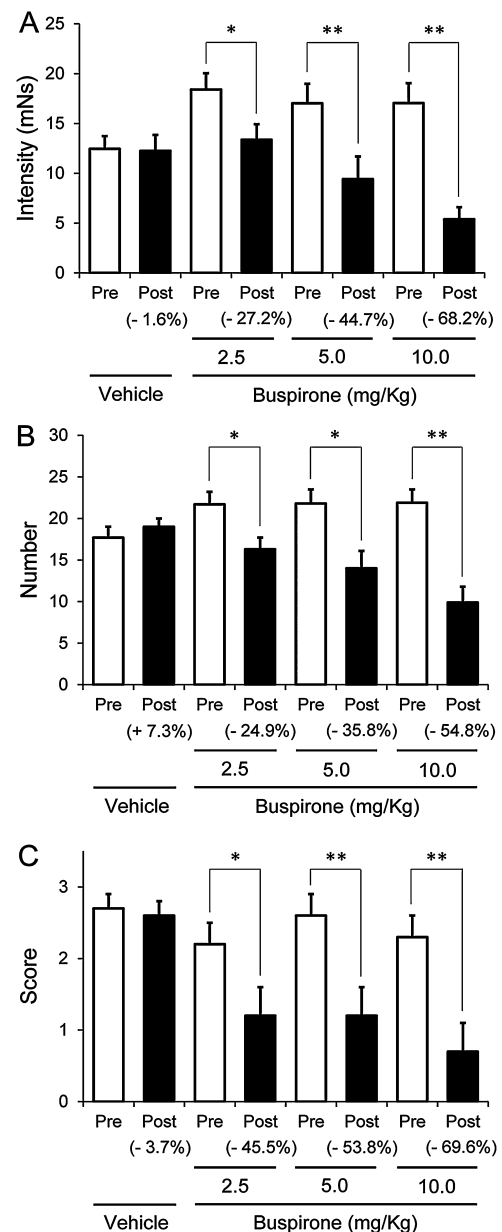 A
* ** **
25
20
15
10
5
0
Intensity (mNs)
Pre Post Pre Post Pre Post Pre Post
(- 1.6%) (- 27.2%) (- 44.7%) (- 68.2%)
2.5 5.0 10.0
Vehicle Buspirone (mg/Kg)
B
* * **
30
25
20
15
10
5
0
Number
Pre Post Pre Post Pre Post Pre Post
(+ 7.3%) (- 24.9%) (- 35.8%) (- 54.8%)
2.5 5.0 10.0
Vehicle Buspirone (mg/Kg)
C
* ** **
3
2
1
0
Score
Pre Post Pre Post Pre Post Pre Post
(- 3.7%) (- 45.5%) (- 53.8%) (- 69.6%)
2.5 5.0 10.0
Vehicle Buspirone (mg/Kg)